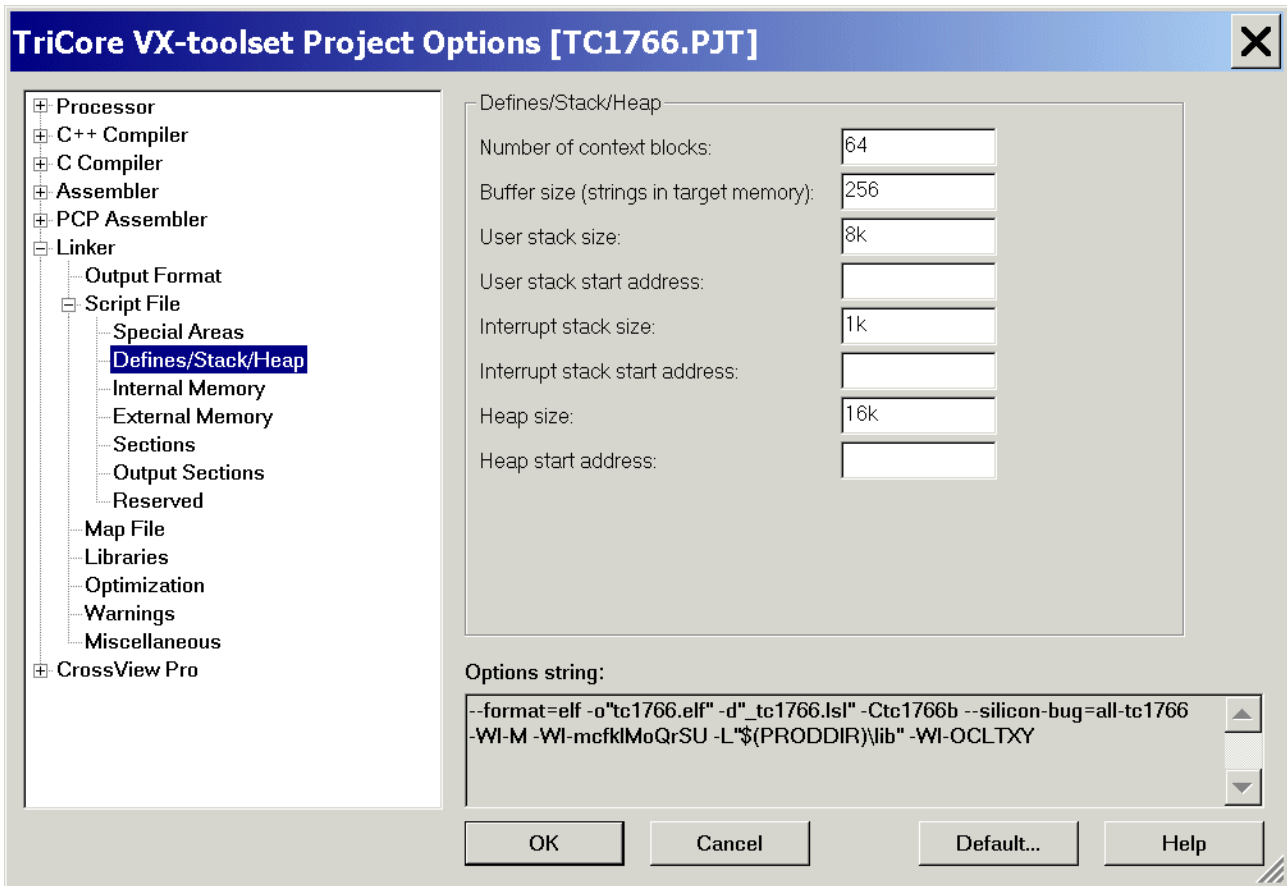 TriCore VX-toolset Project Options [TC1766.PJT]
Processor
C++ Compiler
C Compiler
Assembler
PCP Assembler
Linker
Output Format
Script File
Special Areas
Defines/Stack/Heap
Internal Memory
External Memory
Sections
Output Sections
Reserved
Map File
Libraries
Optimization
Warnings
Miscellaneous
CrossView Pro
Defines/Stack/Heap
Number of context blocks: 64
Buffer size (strings in target memory): 256
User stack size: 8k
User stack start address:
Interrupt stack size: 1k
Interrupt stack start address:
Heap size: 16k
Heap start address:
Options string:
--format=elf -o"tc1766.elf" -d"_tc1766.lsl" -Ctc1766b --silicon-bug=all-tc1766
-Wl-M -Wl-mcfklMoQrSU -L"$(PRODDIR)\lib" -Wl-OCLTXY
OK Cancel Default... Help